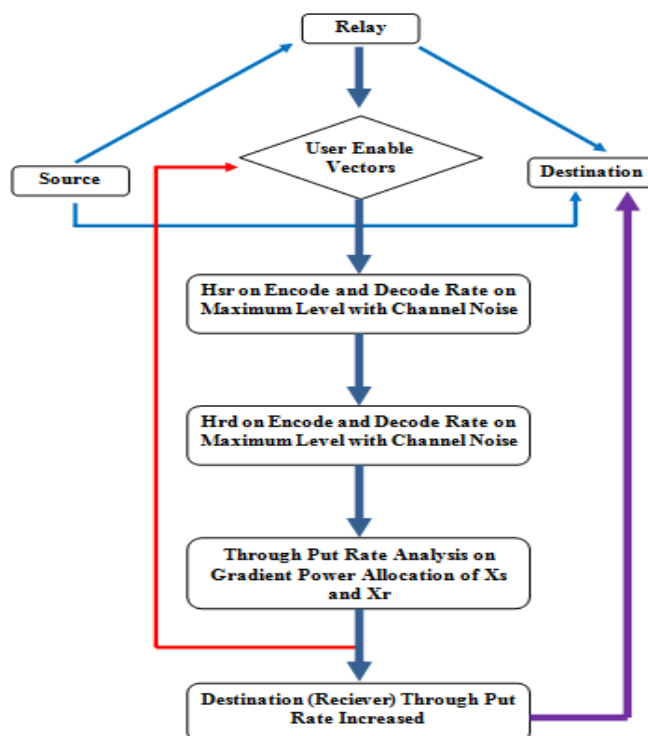 Relay
User Enable
Vectors
Source
Destination
Hsr on Encode and Decode Rate on
Maximum Level with Channel Noise
Hrd on Encode and Decode Rate on
Maximum Level with Channel Noise
Through Put Rate Analysis on
Gradient Power Allocation of Xs
and Xr
Destination (Reciever) Through Put
Rate Increased